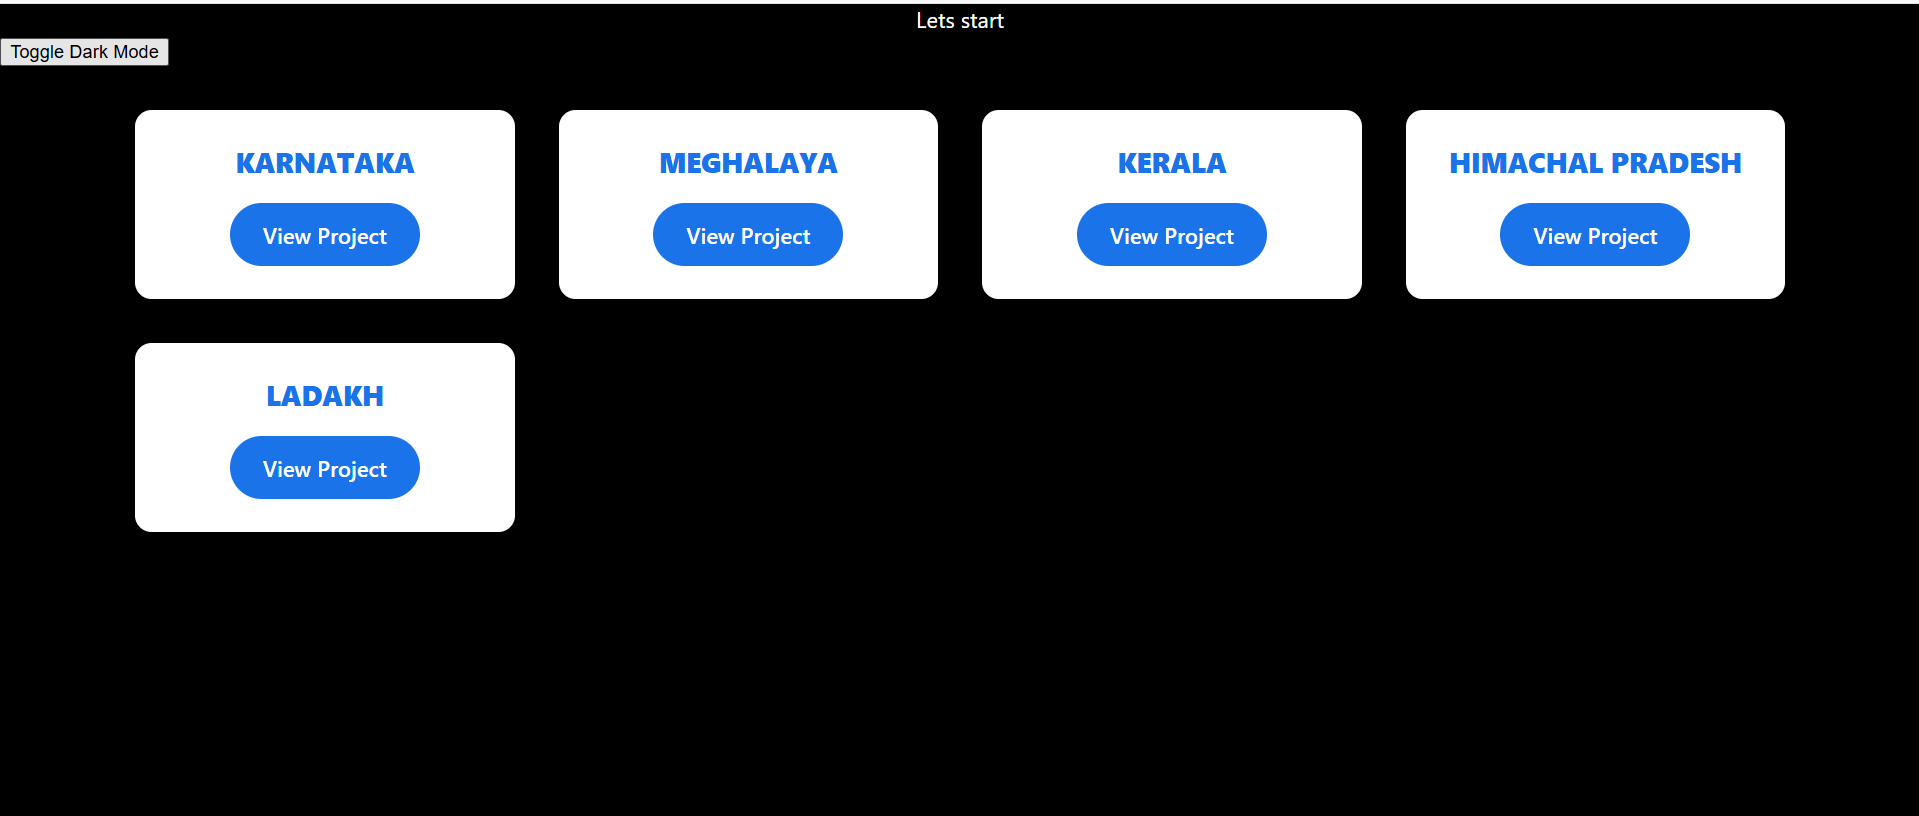 Lets start
Toggle Dark Mode
KARNATAKA
View Project
MEGHALAYA
View Project
KERALA
View Project
HIMACHAL PRADESH
View Project
LADAKH
View Project